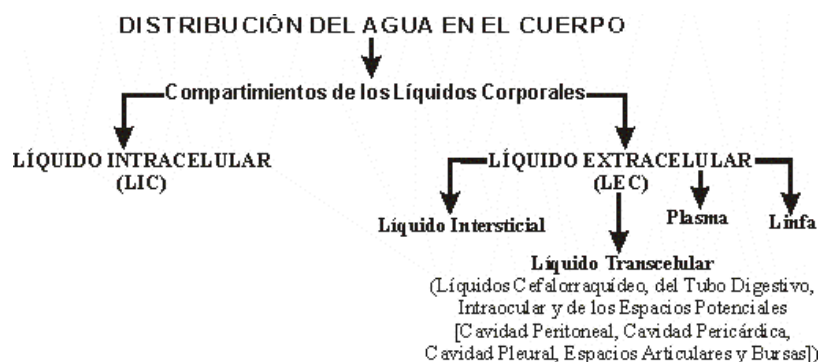 DISTRIBUCIÓN DEL AGUA EN EL CUERPO
Compartimientos de los Líquidos Corporales
LÍQUIDO INTRACELULAR
(LIC)
LÍQUIDO EXTRACELULAR
(LEC)
Líquido Intersticial
Plasma
Linfa
Líquido Transcelular
(Líquidos Cefalorraquídeo, del Tubo Digestivo,
Intraocular y de los Espacios Potenciales
[Cavidad Peritoneal, Cavidad Pericárdica,
Cavidad Pleural, Espacios Articulares y Bursas])